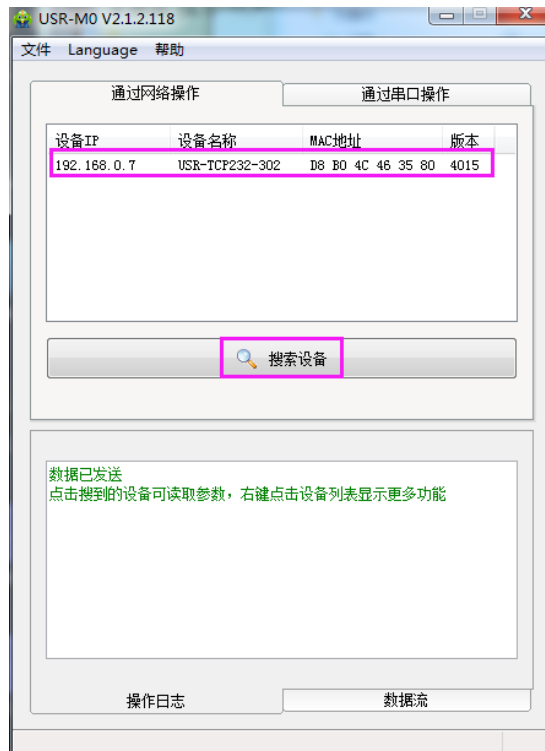 USR-M0 V2.1.2.118
文件 Language 帮助
通过网络操作 通过串口操作
设备IP 设备名称 MAC地址 版本
192.168.0.7 USR-TCP232-302 D8 B0 4C 46 35 80 4015
搜索设备
数据已发送
点击搜到的设备可读取参数，右键点击设备列表显示更多功能
操作日志 数据流